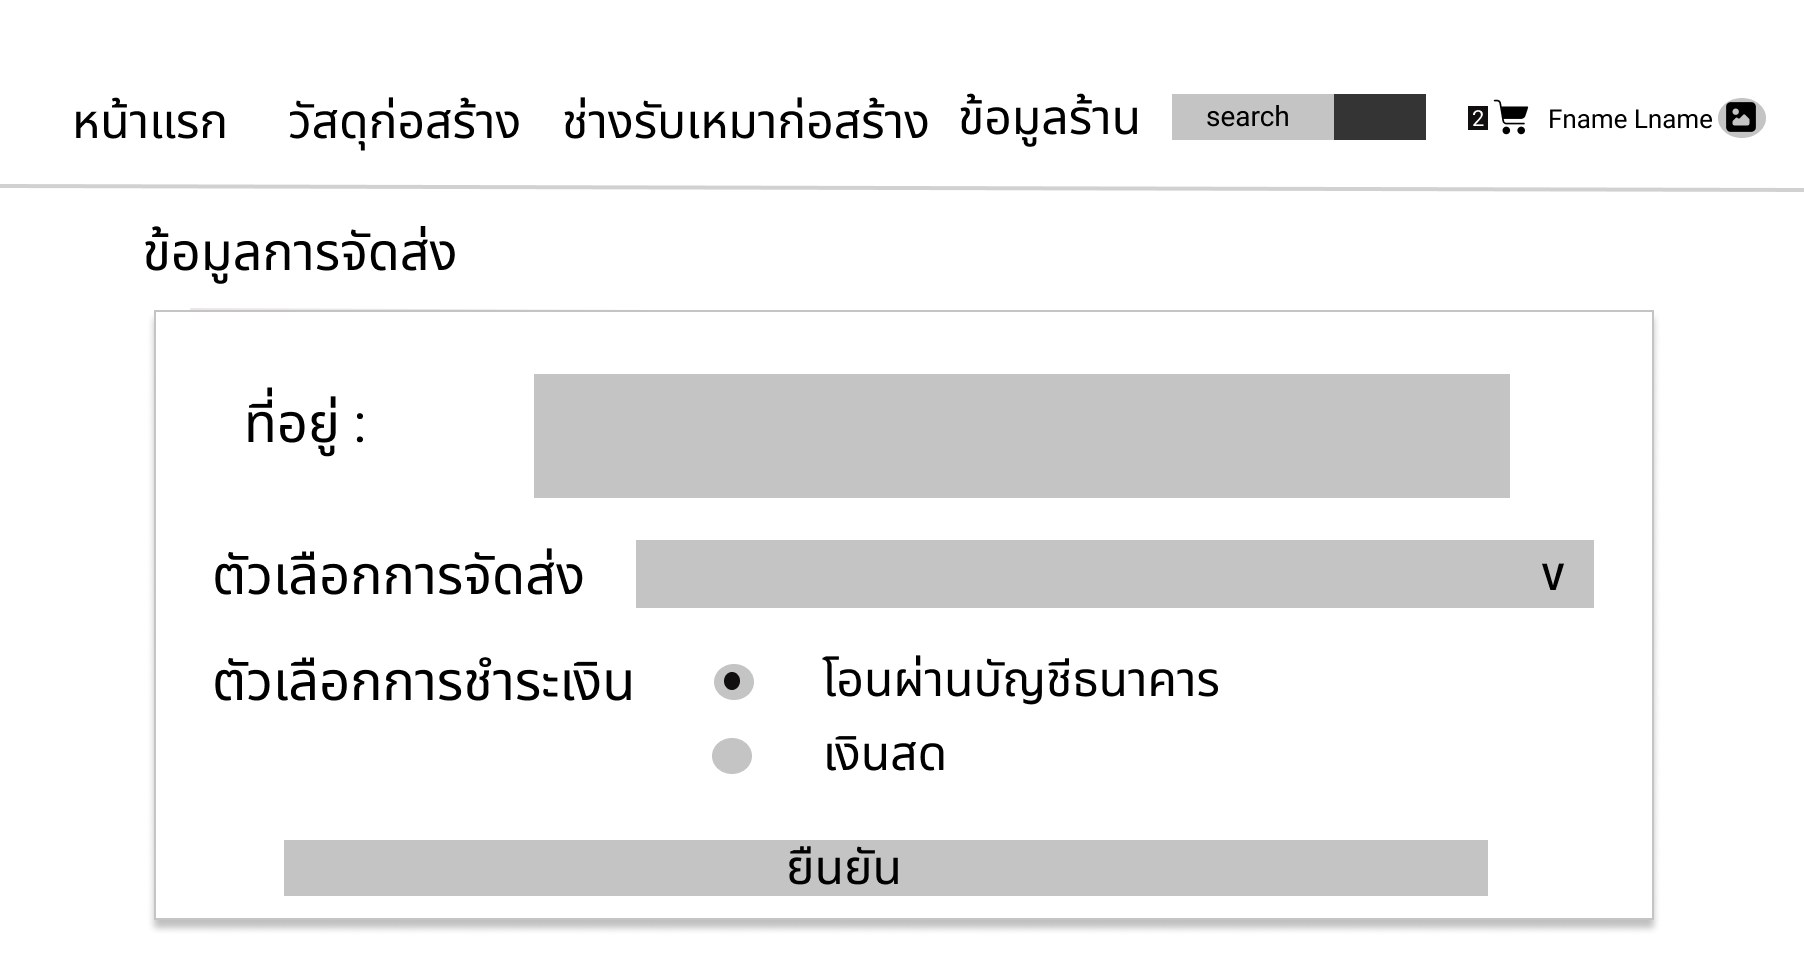 หน้าแรก วัสดุก่อสร้าง ช่างรับเหมาก่อสร้าง ข้อมูลร้าน search 2 Fname Lname
ข้อมูลการจัดส่ง
ที่อยู่ :
ตัวเลือกการจัดส่ง v
ตัวเลือกการชำระเงิน โอนผ่านบัญชีธนาคาร
เงินสด
ยืนยัน